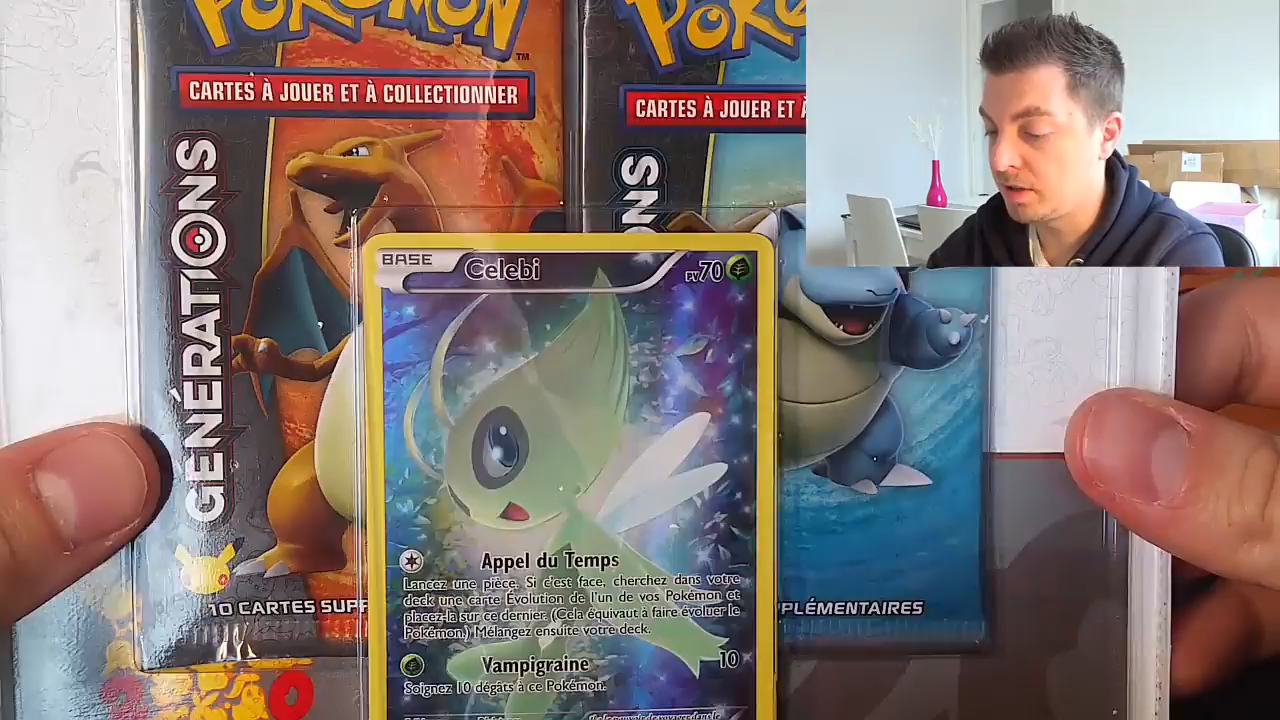 POKÉMON
TM
CARTES À JOUER ET À COLLECTIONNER
GÉNÉRATIONS
10 CARTES SUPP
CARTES À JOUER ET À
NS
PLÉMENTAIRES
BASE
Celebi
PV70
Appel du Temps
Lancez une pièce. Si c'est face, cherchez dans votre
deck une carte Évolution de l'un de vos Pokémon et
placez-la sur ce dernier. (Cela équivaut à faire évoluer le
Pokémon.) Mélangez ensuite votre deck.
Vampigraine
10
Soignez 10 dégâts à ce Pokémon.